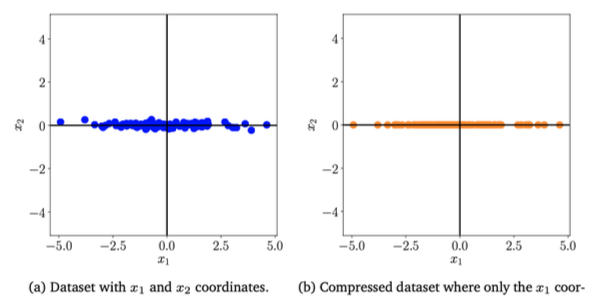 4
2
0
−2
−4
x₂
−5.0 −2.5 0.0 2.5 5.0
x₁
(a) Dataset with x₁ and x₂ coordinates.
4
2
0
−2
−4
x₂
−5.0 −2.5 0.0 2.5 5.0
x₁
(b) Compressed dataset where only the x₁ coor-